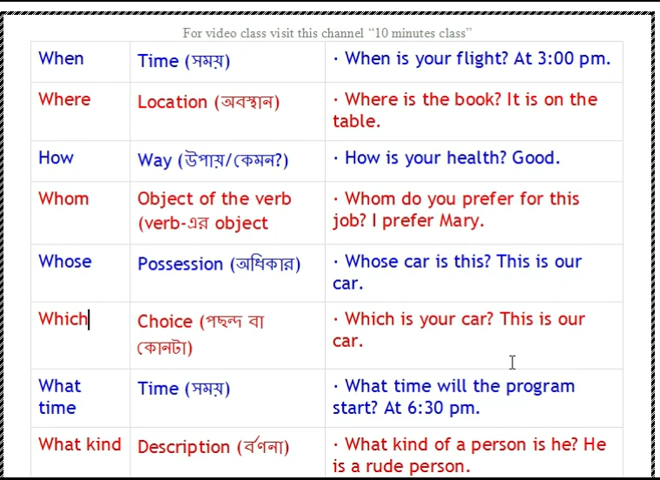 For video class visit this channel “10 minutes class”
When Time (সময়) · When is your flight? At 3:00 pm.
Where Location (অবস্থান) · Where is the book? It is on the
table.
How Way (উপায়/কেমন?) · How is your health? Good.
Whom Object of the verb · Whom do you prefer for this
(verb-এর object job? I prefer Mary.
Whose Possession (অধিকার) · Whose car is this? This is our
car.
Which Choice (পছন্দ বা · Which is your car? This is our
কোনটা) car.
What Time (সময়) · What time will the program
time start? At 6:30 pm.
What kind Description (র্বণনা) · What kind of a person is he? He
is a rude person.